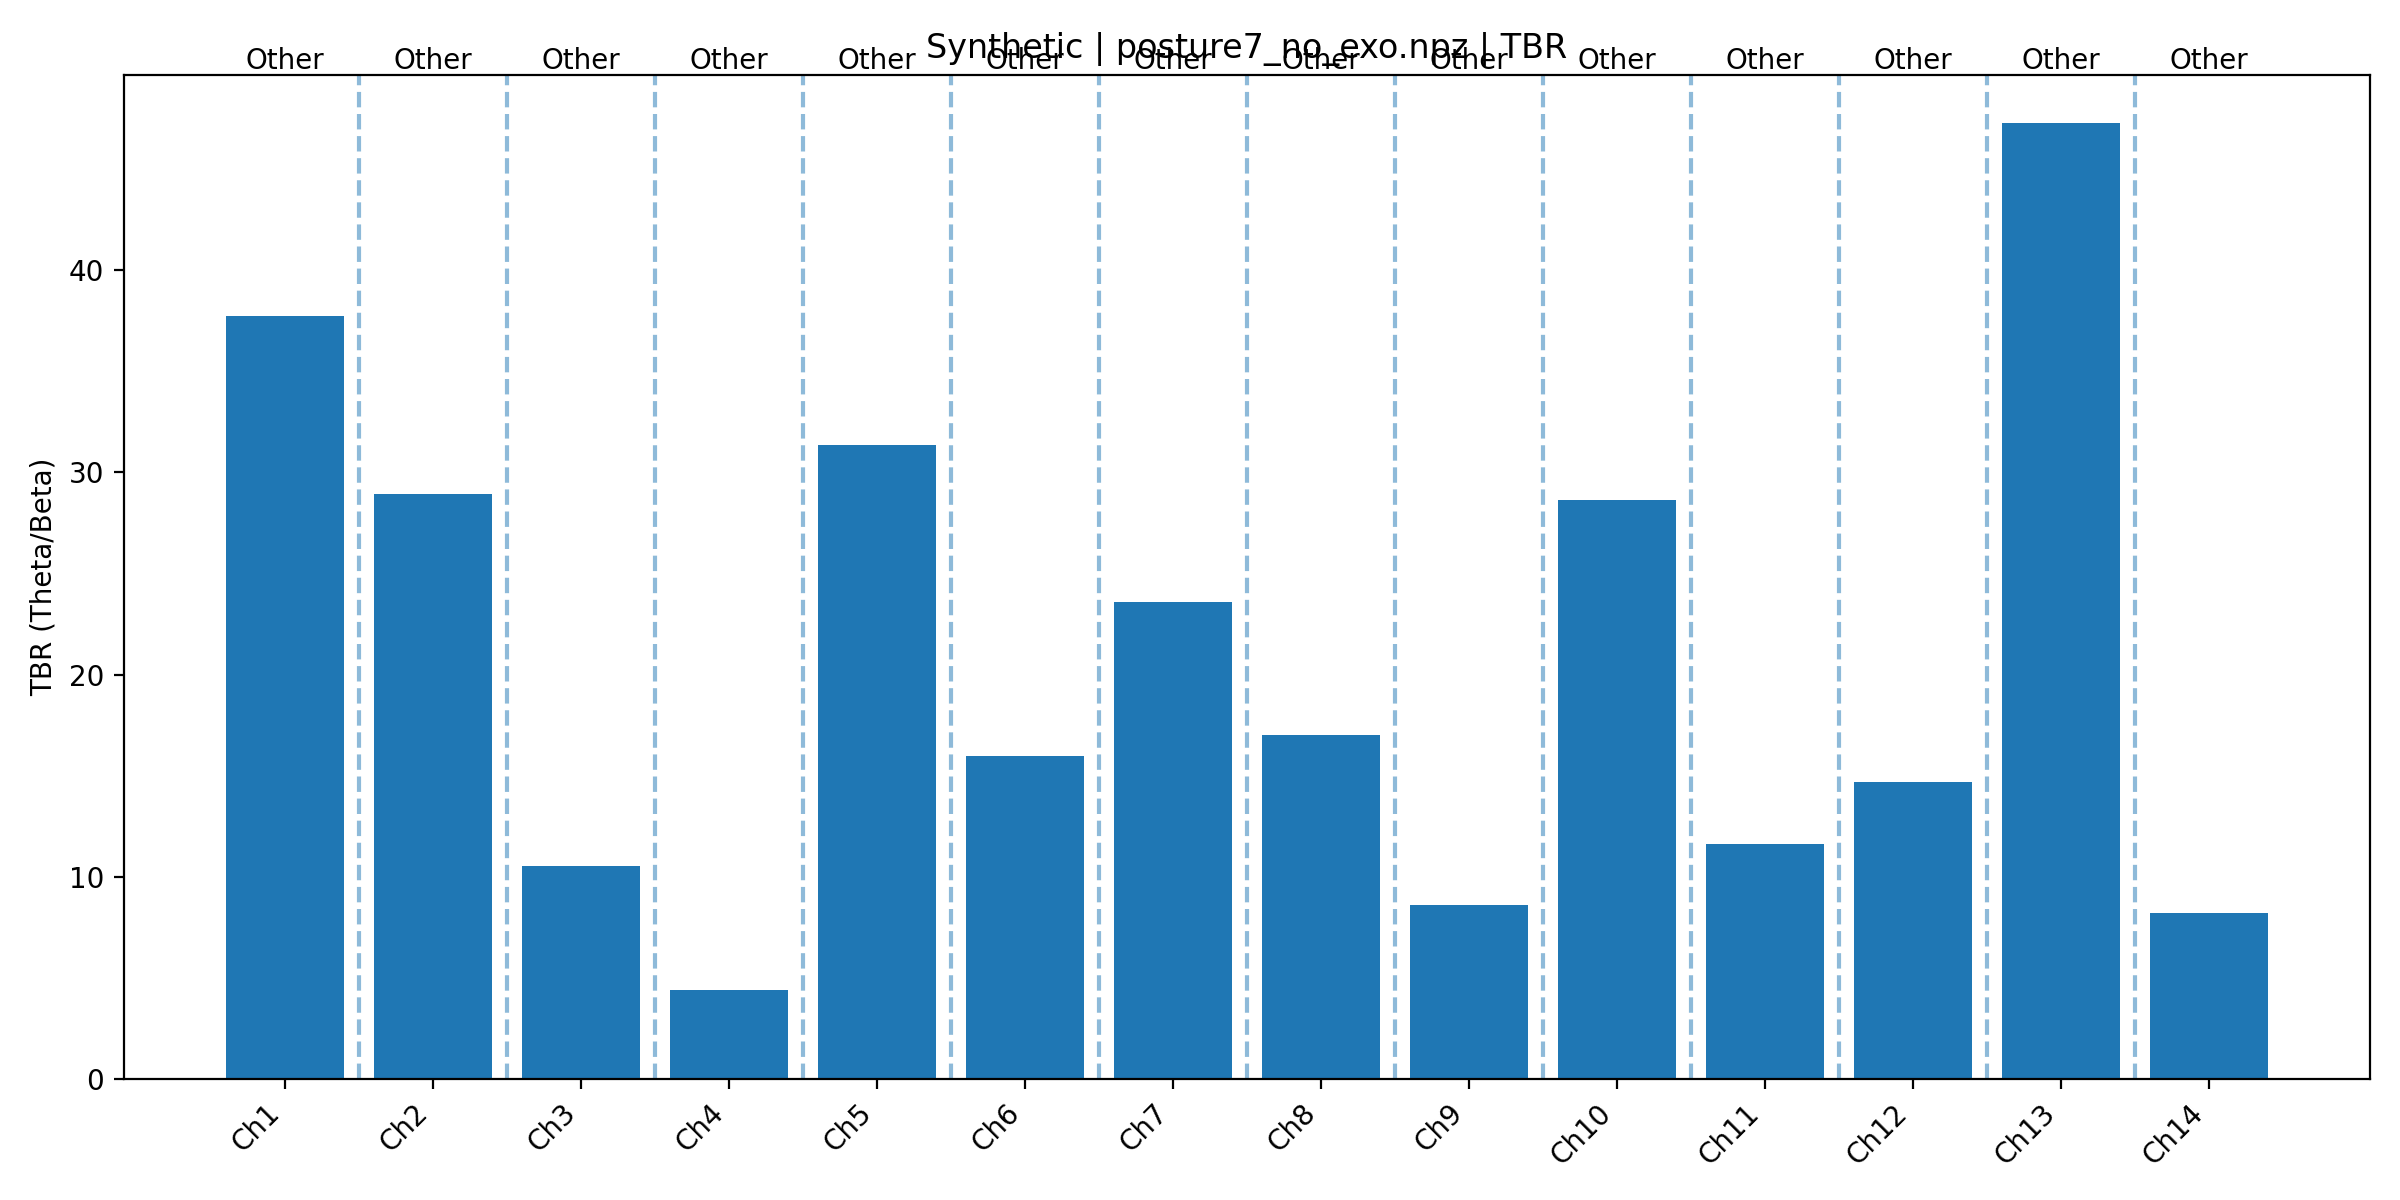 Synthetic | posture7_no_exo.npz | TBR
Other Other Other Other Other Other Other Other Other Other Other Other Other Other
TBR (Theta/Beta)
40
30
20
10
0
Ch1 Ch2 Ch3 Ch4 Ch5 Ch6 Ch7 Ch8 Ch9 Ch10 Ch11 Ch12 Ch13 Ch14